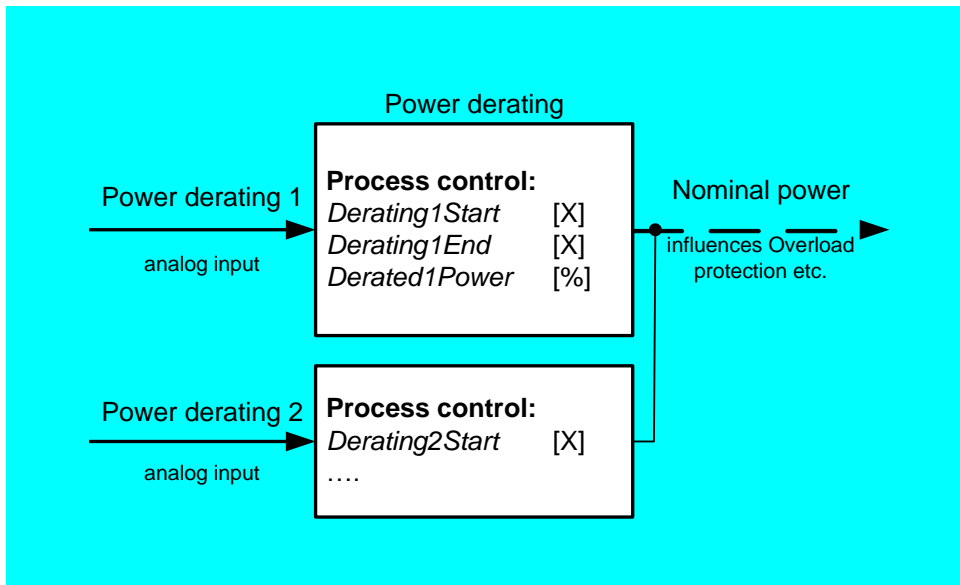 Power derating
Power derating 1
analog input
Process control:
Derating1Start [X]
Derating1End [X]
Derated1Power [%]
Nominal power
influences Overload
protection etc.
Power derating 2
analog input
Process control:
Derating2Start [X]
....